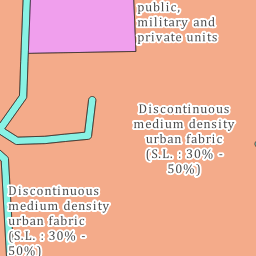 public,
military and
private units
Discontinuous
medium density
urban fabric
(S.L. : 30% -
50%)
Discontinuous
medium density
urban fabric
(S.L. : 30% -
50%)